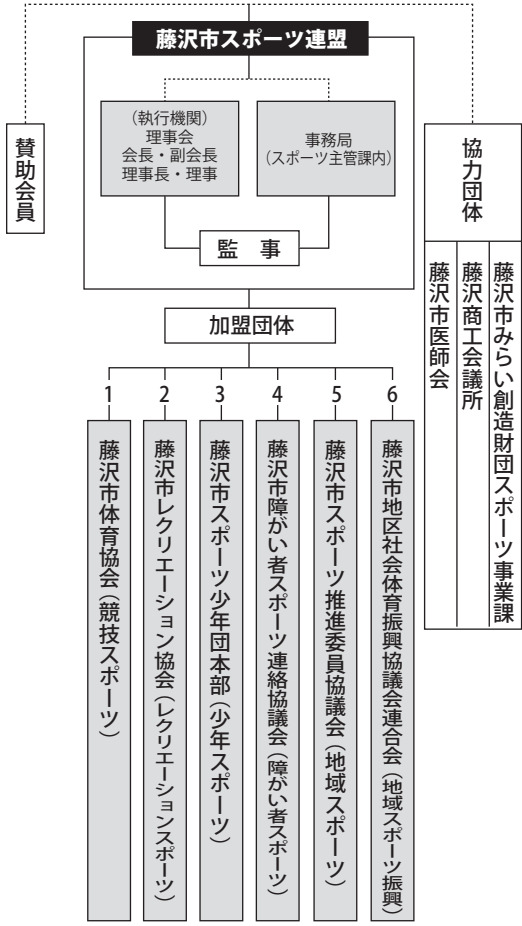 藤沢市スポーツ連盟
(執行機関)
理事会
会長・副会長
理事長・理事
事務局
(スポーツ主管課内)
監 事
賛助会員
協力団体
藤沢市みらい創造財団スポーツ事業課
藤沢商工会議所
藤沢市医師会
加盟団体
1
藤沢市体育協会(競技スポーツ)
2
藤沢市レクリエーション協会(レクリエーションスポーツ)
3
藤沢市スポーツ少年団本部(少年スポーツ)
4
藤沢市障がい者スポーツ連絡協議会(障がい者スポーツ)
5
藤沢市スポーツ推進委員協議会(地域スポーツ)
6
藤沢市地区社会体育振興協議会連合会(地域スポーツ振興)